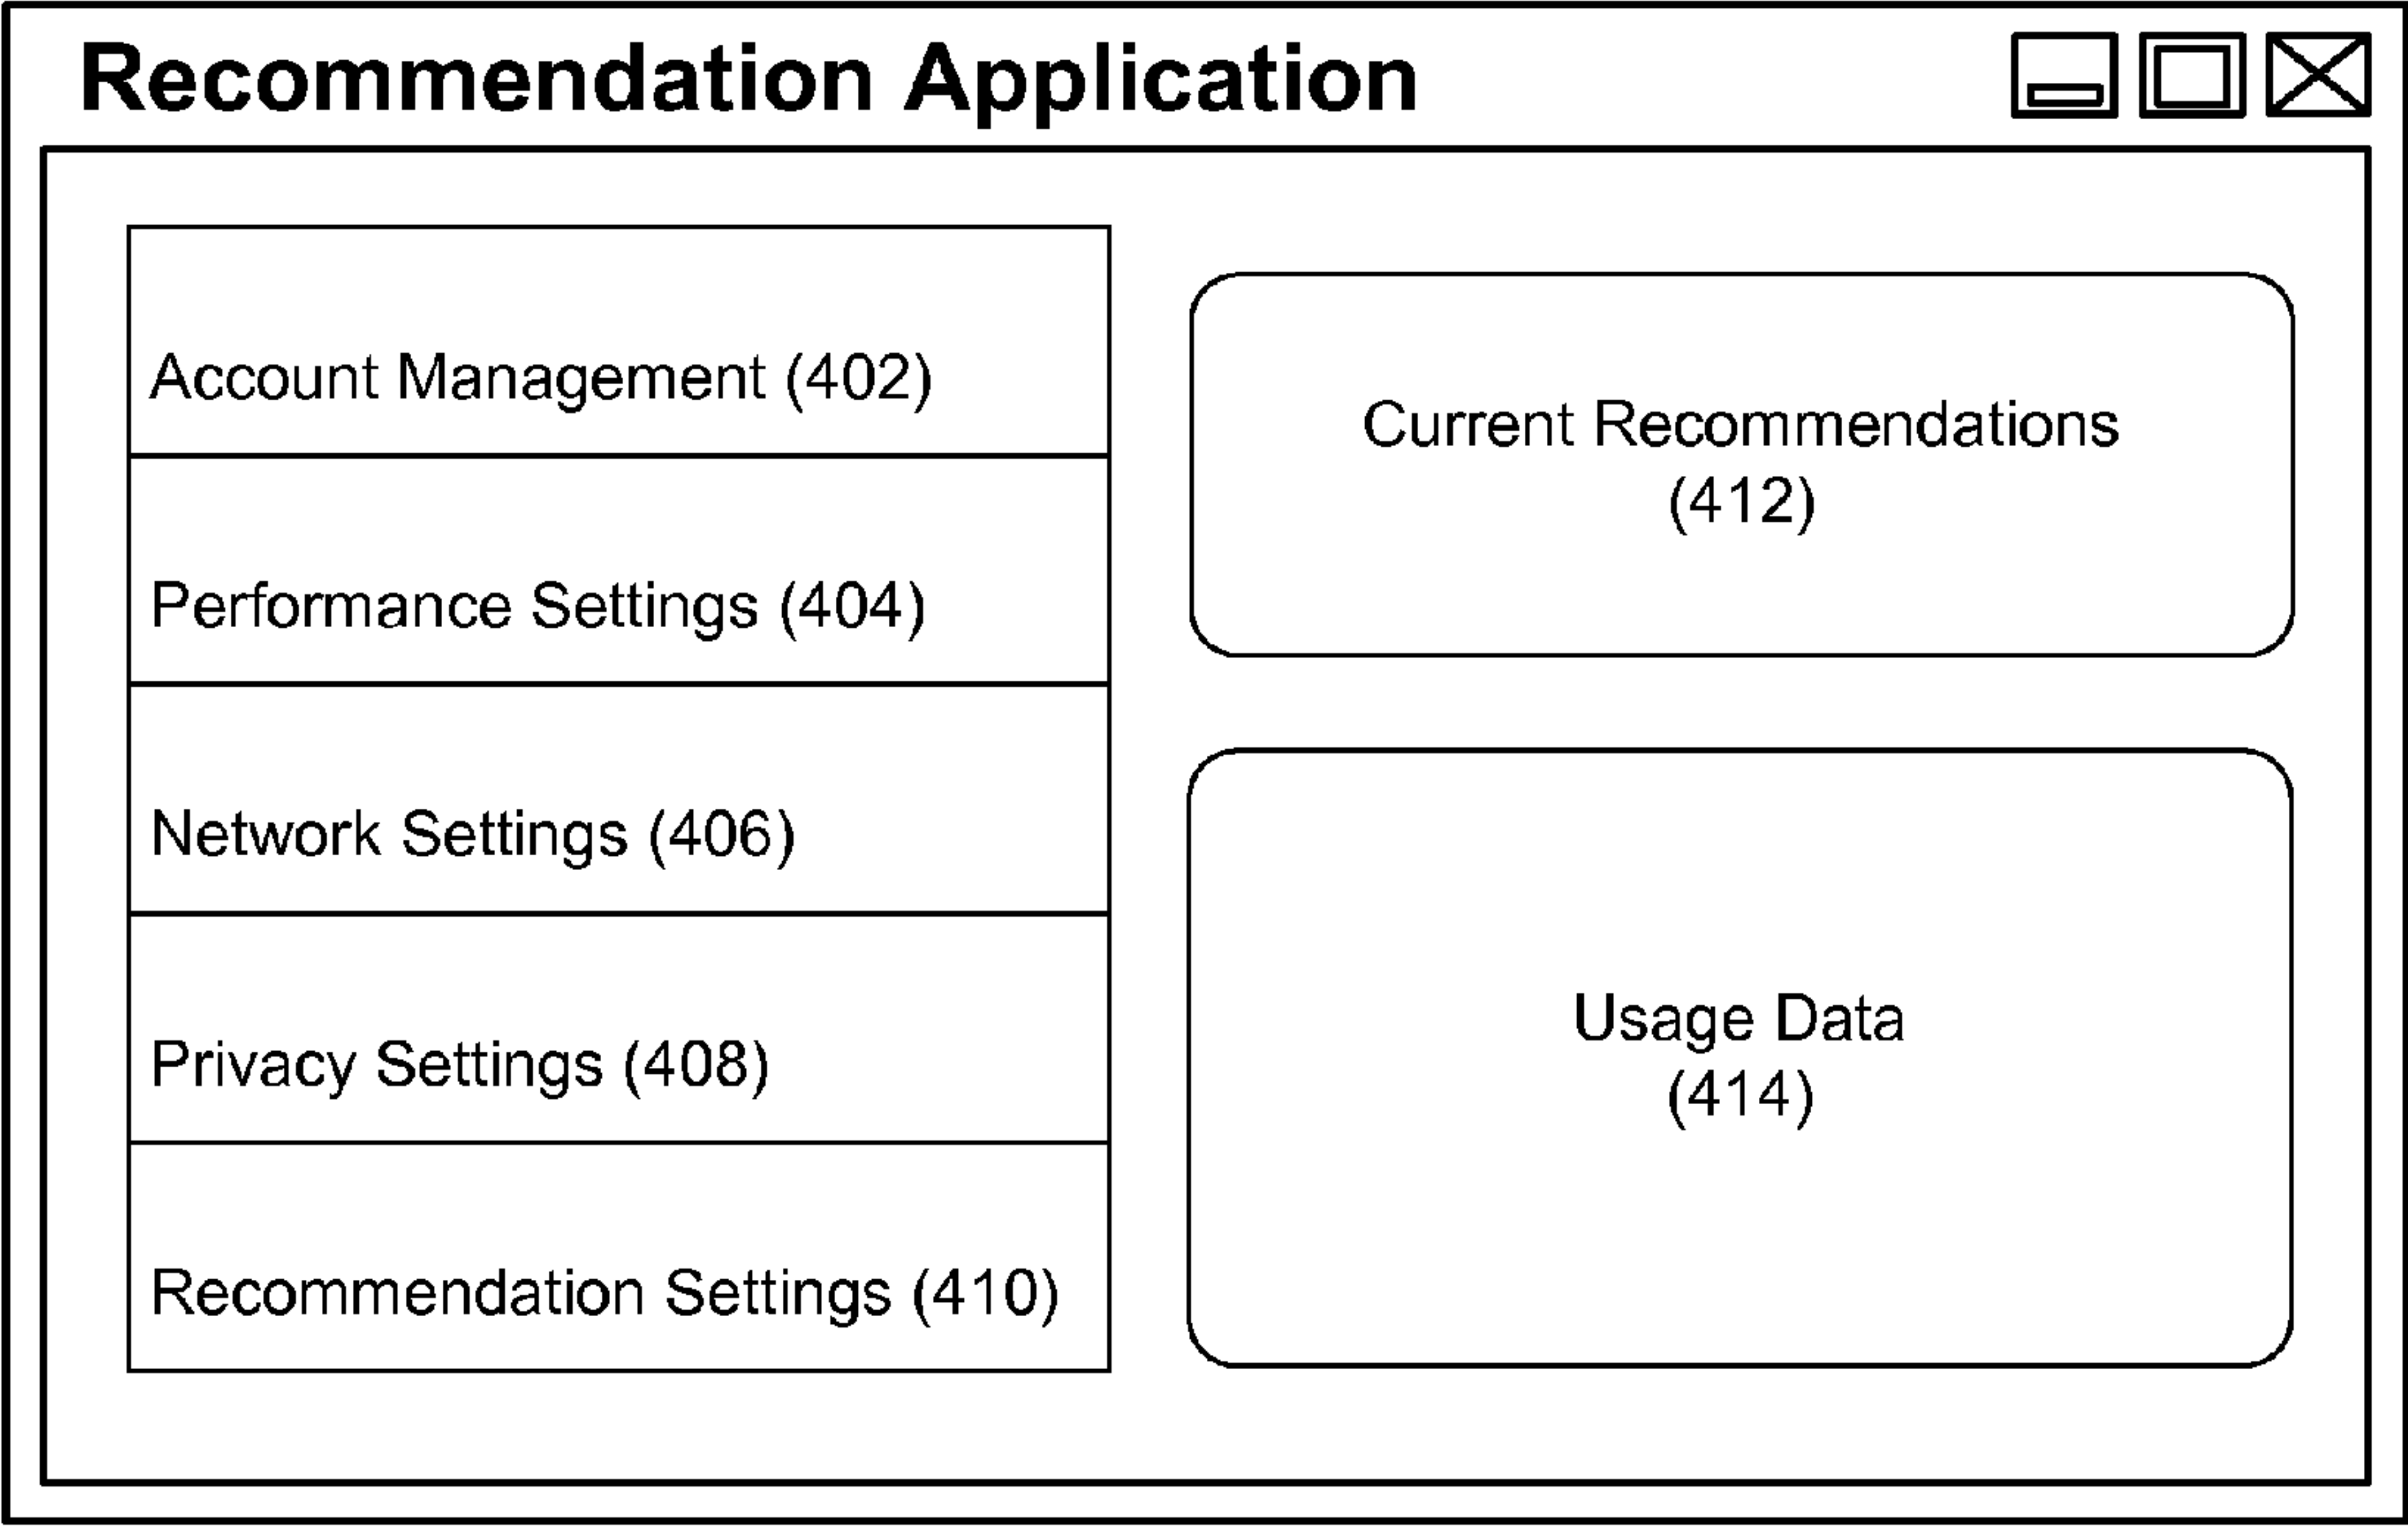 Recommendation Application
Account Management (402)
Performance Settings (404)
Network Settings (406)
Privacy Settings (408)
Recommendation Settings (410)
Current Recommendations
(412)
Usage Data
(414)